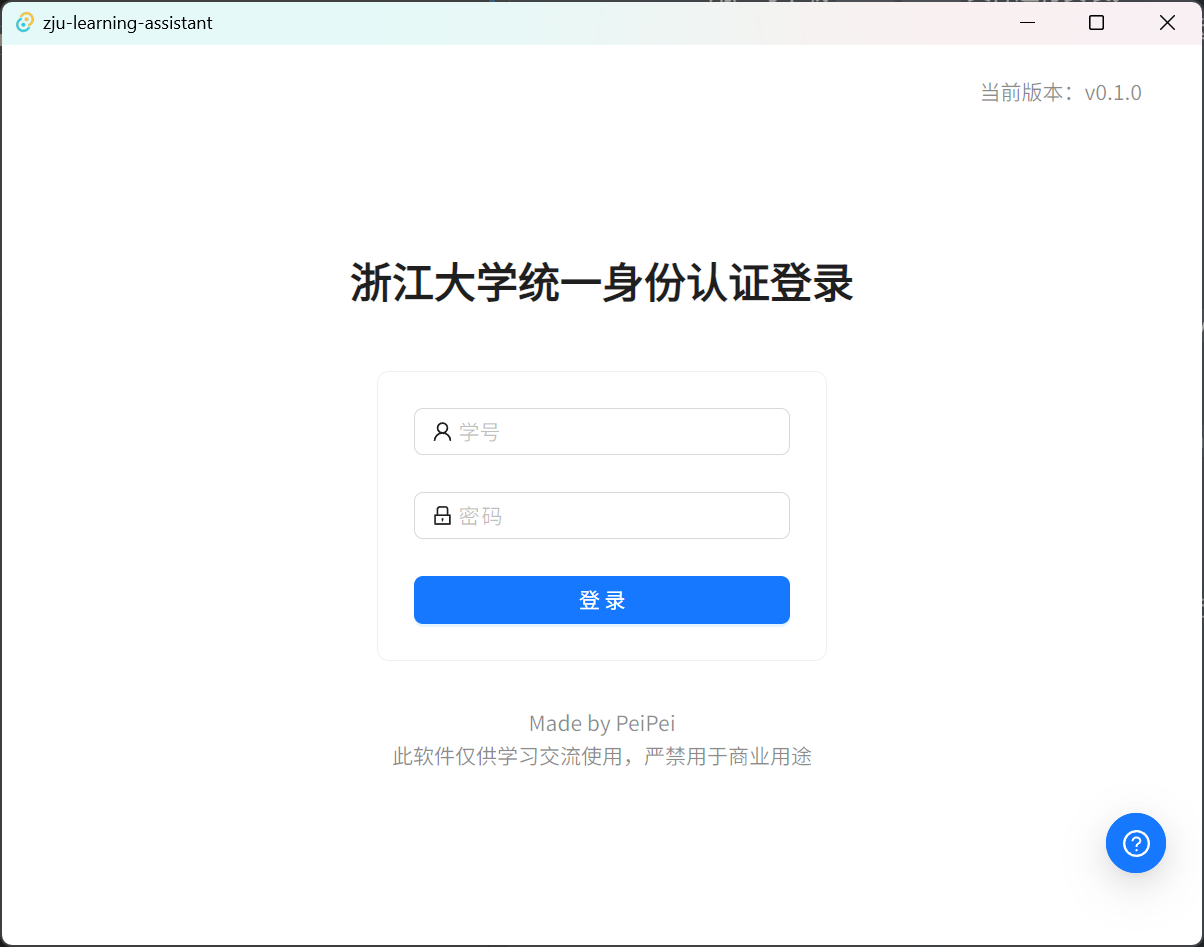 zju-learning-assistant
当前版本：v0.1.0
浙江大学统一身份认证登录
学号
密码
登 录
Made by PeiPei
此软件仅供学习交流使用，严禁用于商业用途